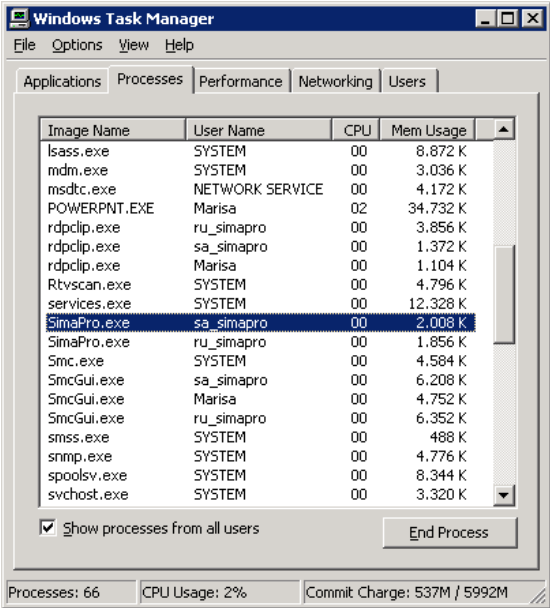 Windows Task Manager
File Options View Help
Applications Processes Performance Networking Users
Image Name User Name CPU Mem Usage
lsass.exe SYSTEM 00 8.872 K
mdm.exe SYSTEM 00 3.036 K
msdtc.exe NETWORK SERVICE 00 4.172 K
POWERPNT.EXE Marisa 02 34.732 K
rdpclip.exe ru_simapro 00 3.856 K
rdpclip.exe sa_simapro 00 1.372 K
rdpclip.exe Marisa 00 1.104 K
Rtvscan.exe SYSTEM 00 4.796 K
services.exe SYSTEM 00 12.328 K
SimaPro.exe sa_simapro 00 2.008 K
SimaPro.exe ru_simapro 00 1.856 K
Smc.exe SYSTEM 00 4.584 K
SmcGui.exe sa_simapro 00 6.208 K
SmcGui.exe Marisa 00 4.752 K
SmcGui.exe ru_simapro 00 6.352 K
smss.exe SYSTEM 00 488 K
snmp.exe SYSTEM 00 4.776 K
spoolsv.exe SYSTEM 00 8.344 K
svchost.exe SYSTEM 00 3.320 K
Show processes from all users End Process
Processes: 66 CPU Usage: 2% Commit Charge: 537M / 5992M